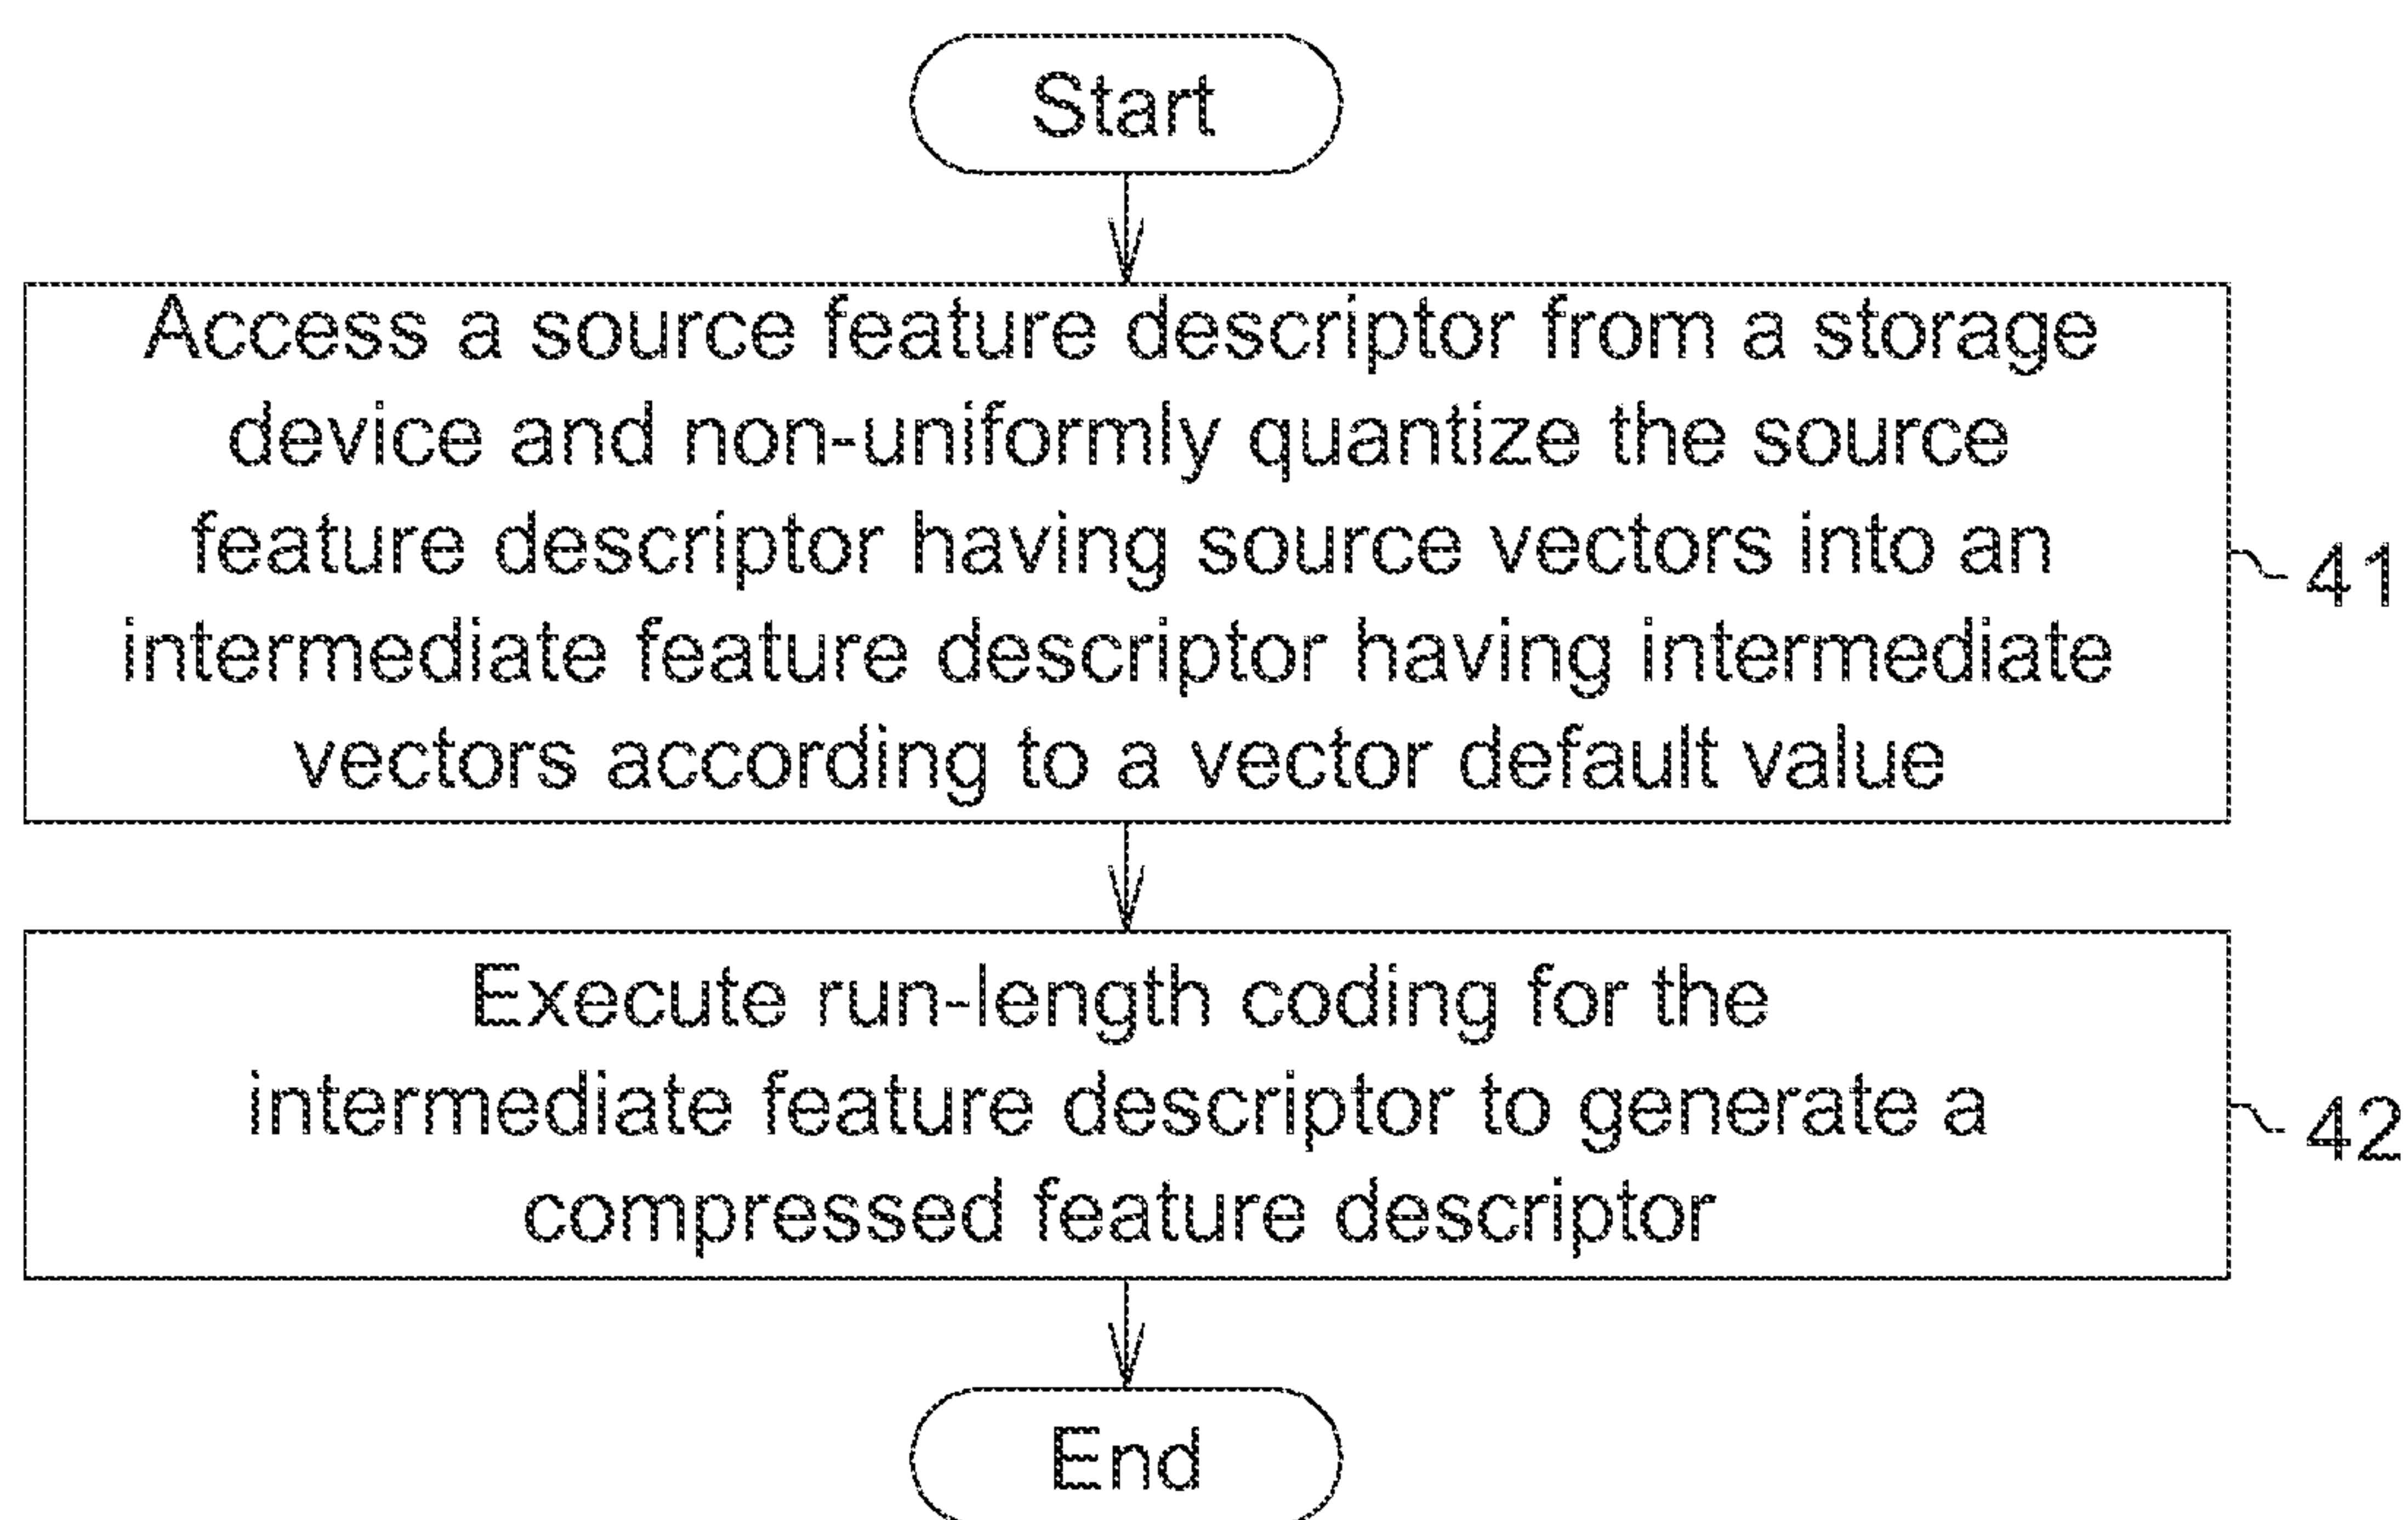 Start
Access a source feature descriptor from a storage
device and non-uniformly quantize the source
feature descriptor having source vectors into an
intermediate feature descriptor having intermediate
vectors according to a vector default value
41
Execute run-length coding for the
intermediate feature descriptor to generate a
compressed feature descriptor
42
End